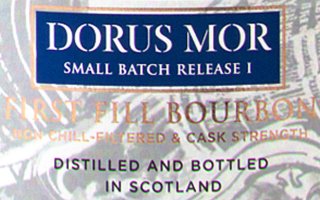 DORUS MOR
SMALL BATCH RELEASE I
FIRST FILL BOURBON
NON CHILL-FILTERED & CASK STRENGTH
DISTILLED AND BOTTLED
IN SCOTLAND